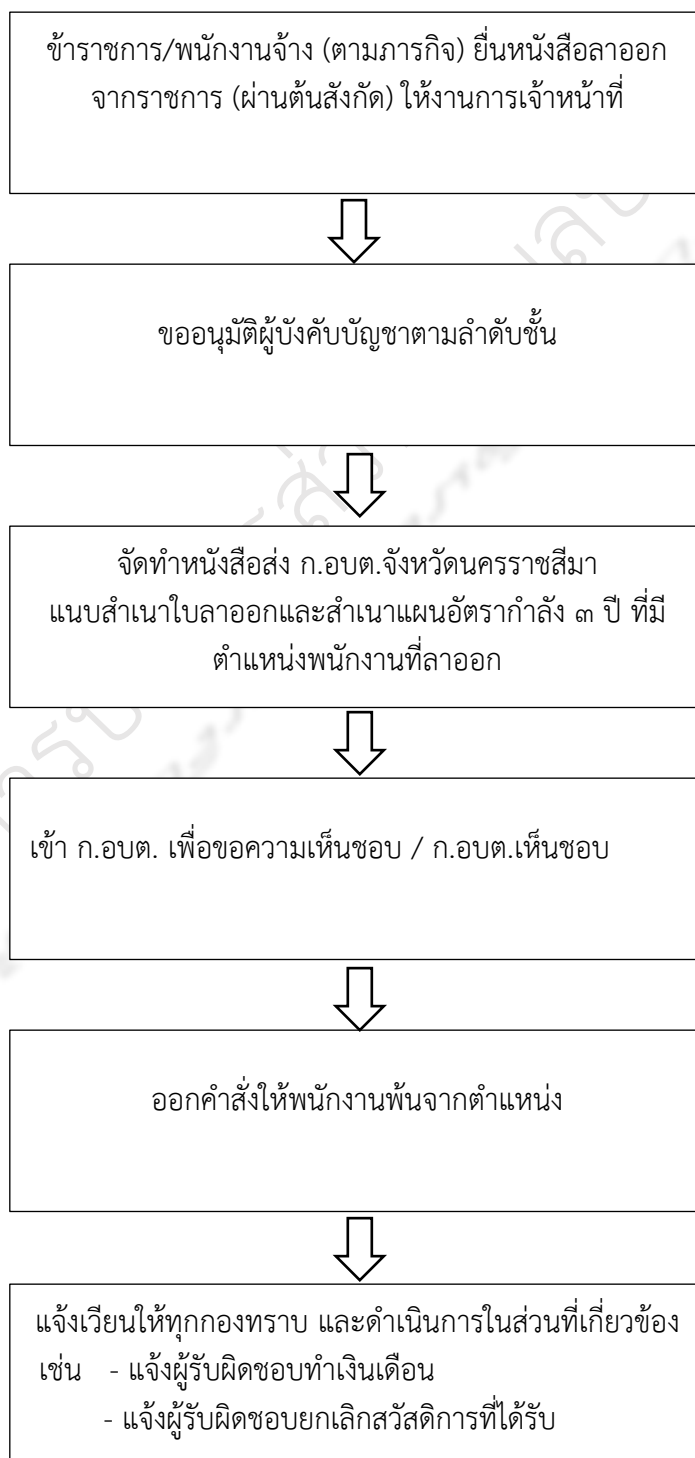 ข้าราชการ/พนักงานจ้าง (ตามภารกิจ) ยื่นหนังสือลาออก
จากราชการ (ผ่านต้นสังกัด) ให้งานการเจ้าหน้าที่
ขออนุมัติผู้บังคับบัญชาตามลำดับชั้น
จัดทำหนังสือส่ง ก.อบต.จังหวัดนครราชสีมา
แนบสำเนาใบลาออกและสำเนาแผนอัตรากำลัง ๓ ปี ที่มี
ตำแหน่งพนักงานที่ลาออก
เข้า ก.อบต. เพื่อขอความเห็นชอบ / ก.อบต.เห็นชอบ
ออกคำสั่งให้พนักงานพ้นจากตำแหน่ง
แจ้งเวียนให้ทุกกองทราบ และดำเนินการในส่วนที่เกี่ยวข้อง
เช่น - แจ้งผู้รับผิดชอบทำเงินเดือน
- แจ้งผู้รับผิดชอบยกเลิกสวัสดิการที่ได้รับ